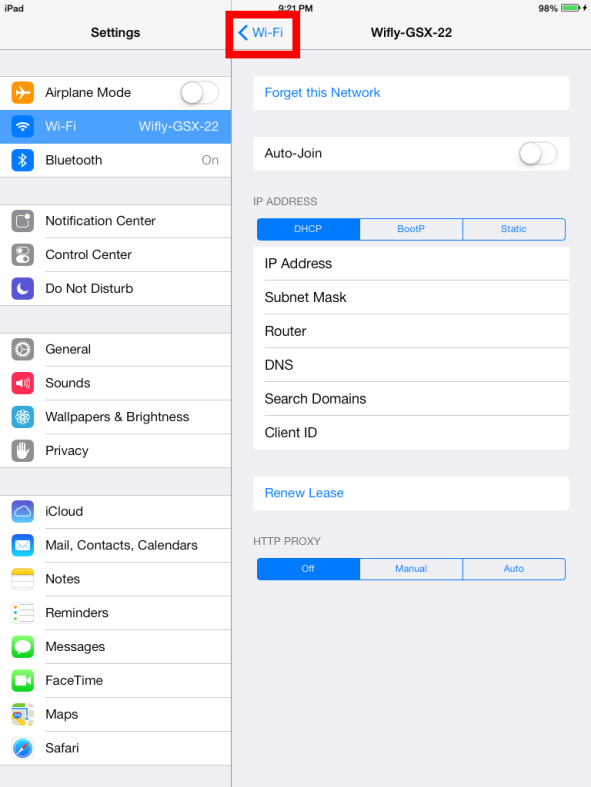 iPad
9:21 PM
98%
Settings
Wi-Fi
Wifly-GSX-22
Airplane Mode
Wi-Fi
Wifly-GSX-22
Bluetooth
On
Notification Center
Control Center
Do Not Disturb
General
Sounds
Wallpapers & Brightness
Privacy
iCloud
Mail, Contacts, Calendars
Notes
Reminders
Messages
FaceTime
Maps
Safari
Forget this Network
Auto-Join
IP ADDRESS
DHCP
BootP
Static
IP Address
Subnet Mask
Router
DNS
Search Domains
Client ID
Renew Lease
HTTP PROXY
Off
Manual
Auto